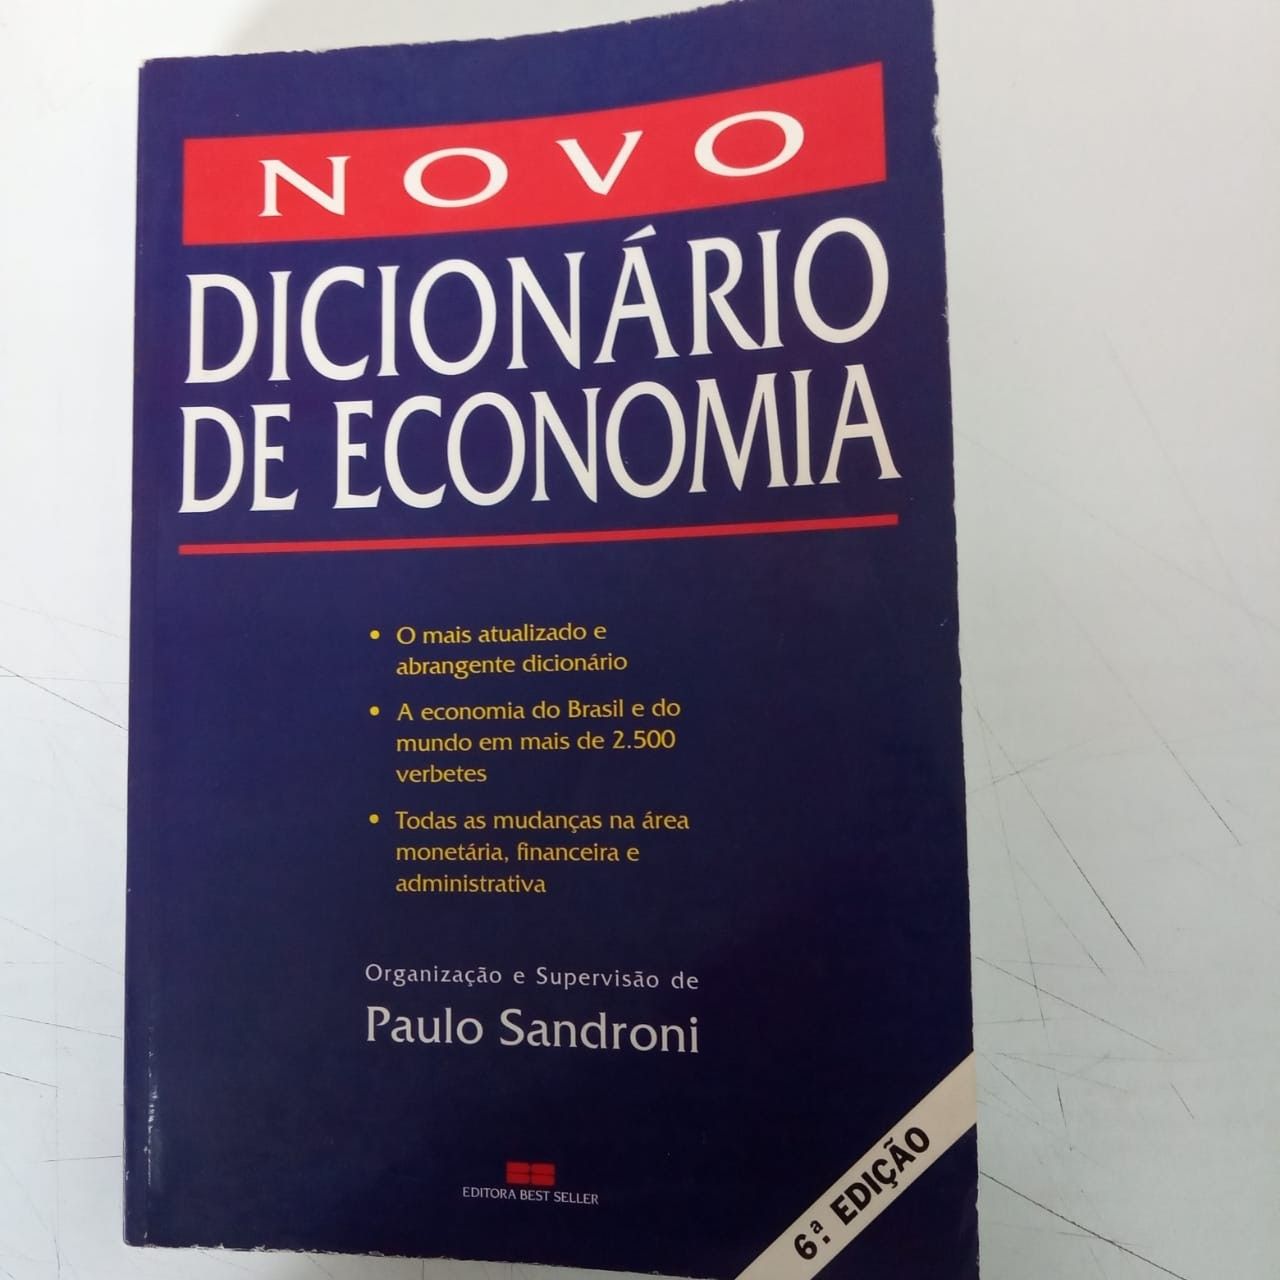 NOVO
DICIONÁRIO
DE ECONOMIA
• O mais atualizado e
abrangente dicionário
• A economia do Brasil e do
mundo em mais de 2.500
verbetes
• Todas as mudanças na área
monetária, financeira e
administrativa
Organização e Supervisão de
Paulo Sandroni
EDITORA BEST SELLER
6.ª EDIÇÃO